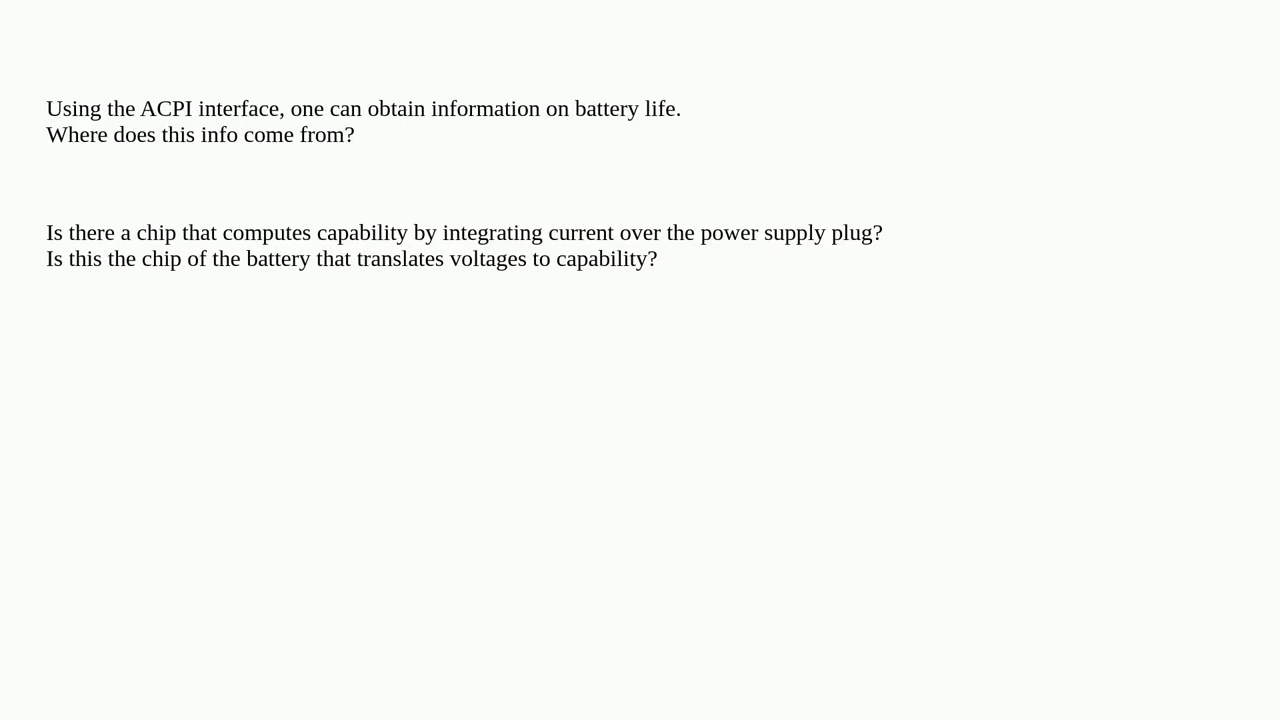 Using the ACPI interface, one can obtain information on battery life.
Where does this info come from?
Is there a chip that computes capability by integrating current over the power supply plug?
Is this the chip of the battery that translates voltages to capability?